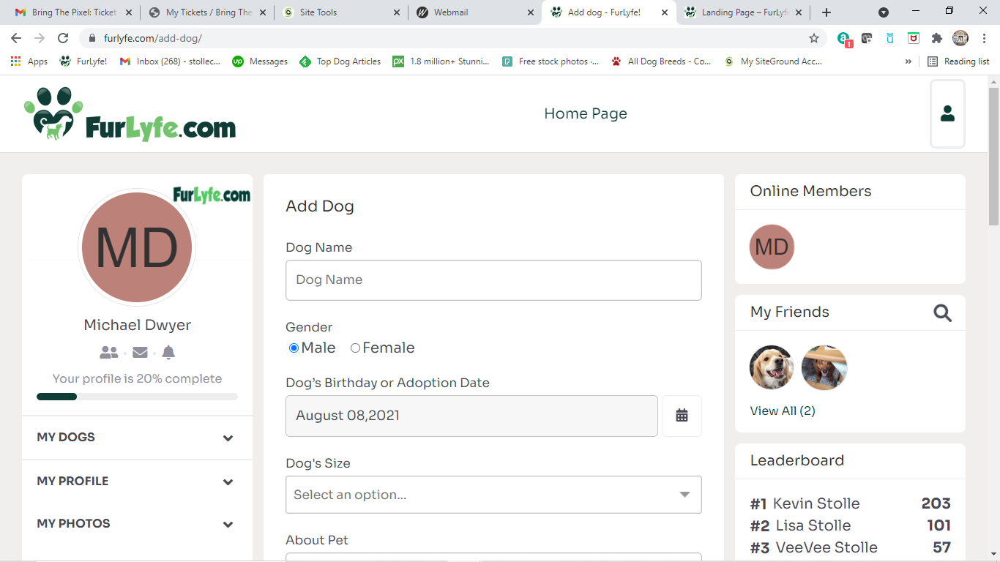 Bring The Pixel: Ticket
My Tickets / Bring The
Site Tools
Webmail
Add dog - FurLyfe!
Landing Page – FurLyfe
furlyfe.com/add-dog/
1
Apps
FurLyfe!
Inbox (268) - stollec...
up
Messages
Top Dog Articles
px
1.8 million+ Stunni...
Free stock photos ·...
All Dog Breeds - Co...
My SiteGround Acc...
»
Reading list
FurLyfe.com
Home Page
FurLyfe.com
MD
Michael Dwyer
Your profile is 20% complete
MY DOGS
MY PROFILE
MY PHOTOS
Add Dog
Dog Name
Dog Name
Gender
Male Female
Dog’s Birthday or Adoption Date
August 08,2021
Dog's Size
Select an option...
About Pet
Online Members
MD
My Friends
View All (2)
Leaderboard
#1 Kevin Stolle 203
#2 Lisa Stolle 101
#3 VeeVee Stolle 57